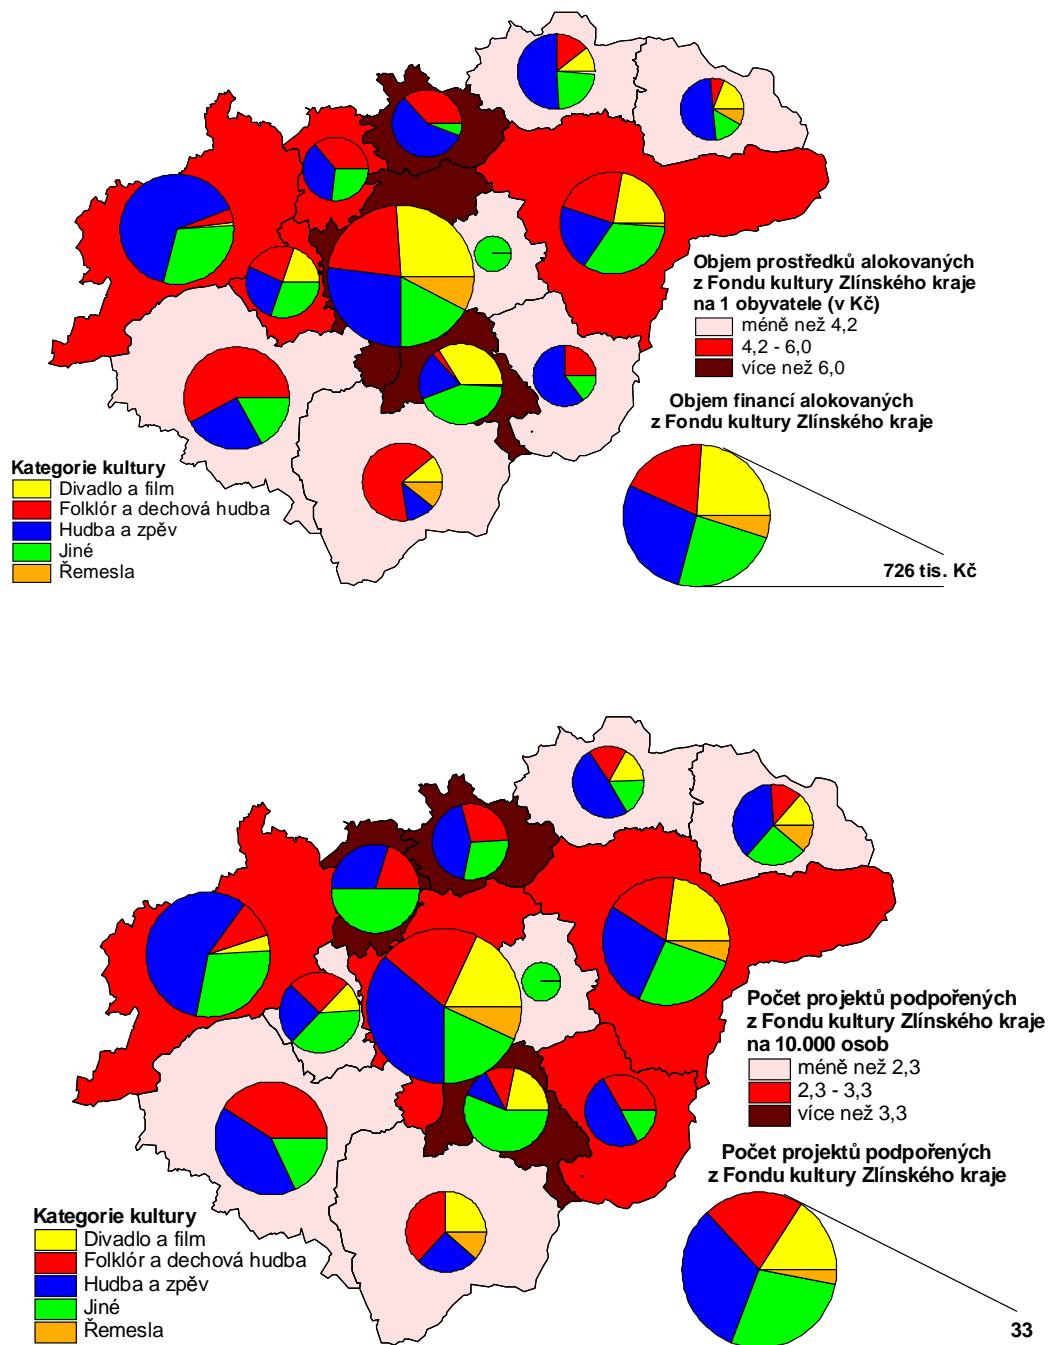 Objem prostředků alokovaných
z Fondu kultury Zlínského kraje
na 1 obyvatele (v Kč)
méně než 4,2
4,2 - 6,0
více než 6,0
Objem financí alokovaných
z Fondu kultury Zlínského kraje
726 tis. Kč
Kategorie kultury
Divadlo a film
Folklór a dechová hudba
Hudba a zpěv
Jiné
Řemesla
Počet projektů podpořených
z Fondu kultury Zlínského kraje
na 10.000 osob
méně než 2,3
2,3 - 3,3
více než 3,3
Počet projektů podpořených
z Fondu kultury Zlínského kraje
33
Kategorie kultury
Divadlo a film
Folklór a dechová hudba
Hudba a zpěv
Jiné
Řemesla